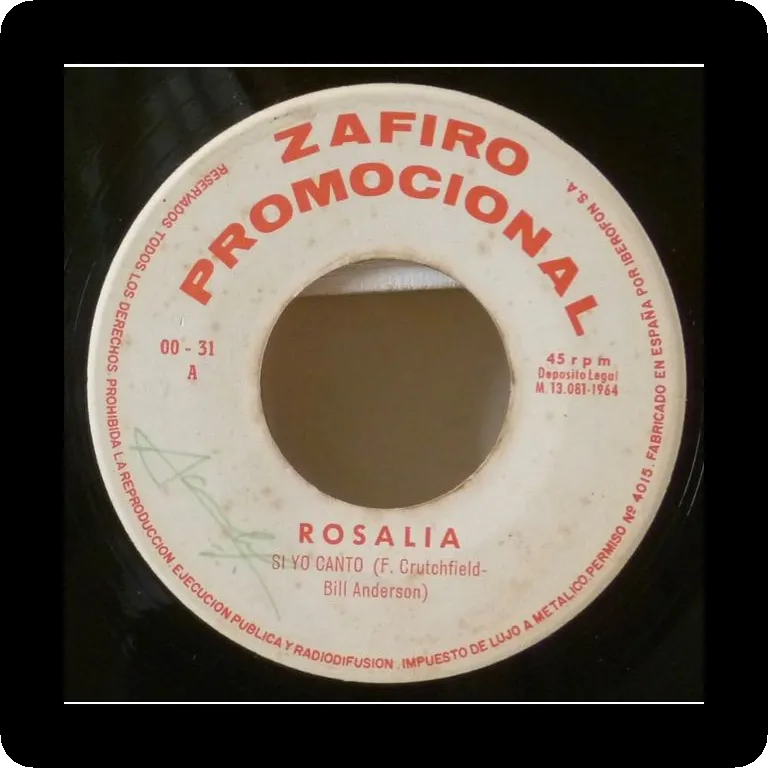 ZAFIRO
PROMOCIONAL
00 - 31
A
45 rpm
Deposito Legal
M. 13.081-1964
ROSALIA
SI YO CANTO (F. Crutchfield-
Bill Anderson)
RESERVADOS TODOS LOS DERECHOS. PROHIBIDA LA REPRODUCCION, EJECUCION PUBLICA Y RADIODIFUSION. IMPUESTO DE LUJO A METALICO. PERMISO Nº 4015. FABRICADO EN ESPAÑA POR IBEROFON S.A